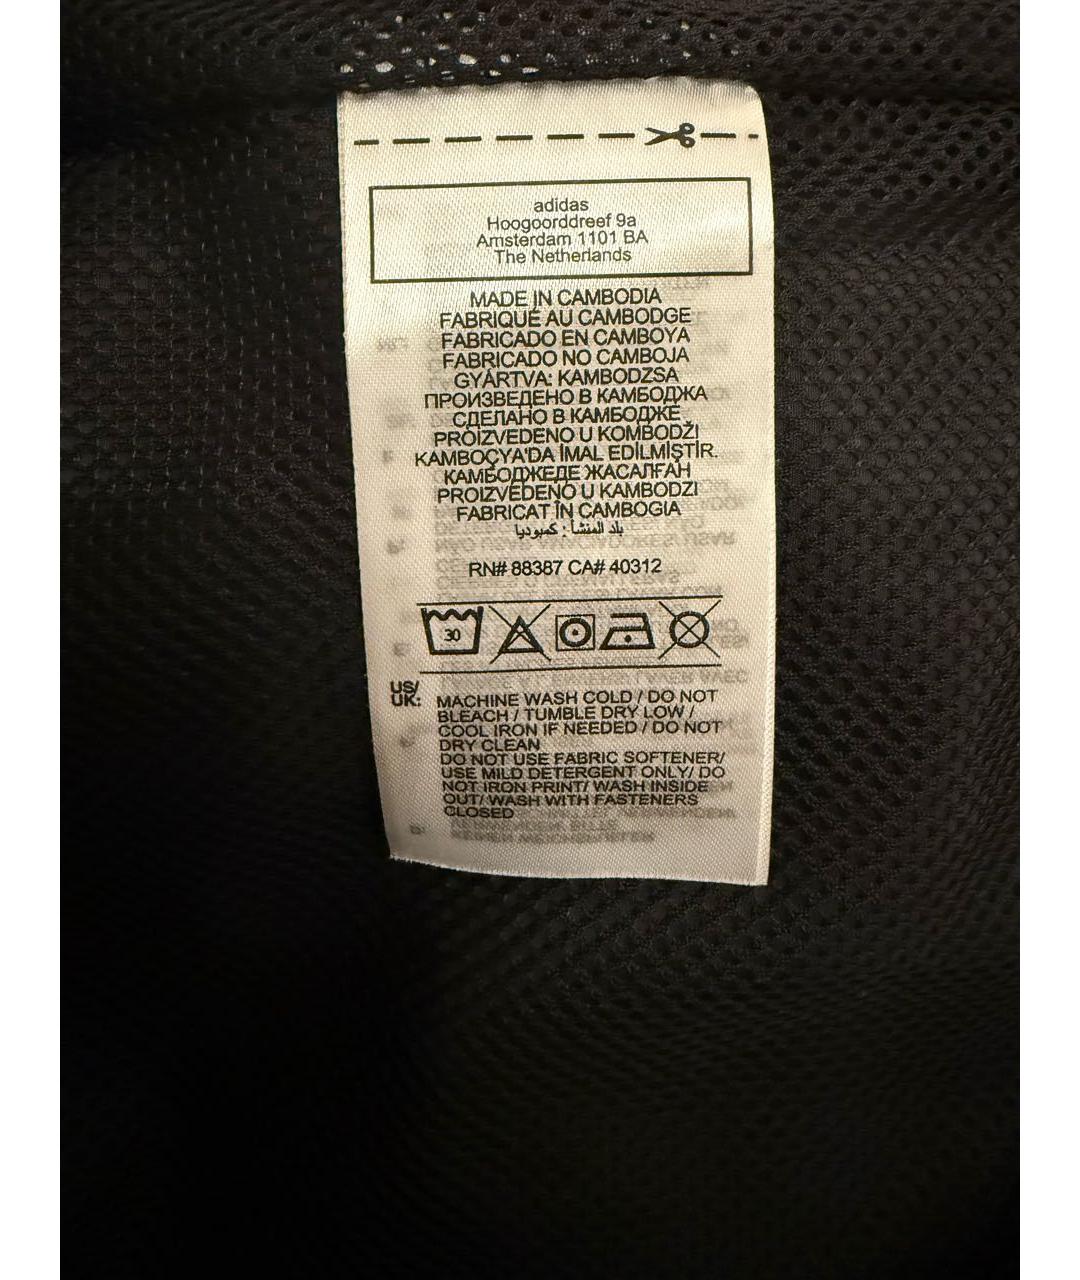 adidas
Hoogoorddreef 9a
Amsterdam 1101 BA
The Netherlands
MADE IN CAMBODIA
FABRIQUÉ AU CAMBODGE
FABRICADO EN CAMBOYA
FABRICADO NO CAMBOJA
GYÁRTVA: KAMBODZSA
ПРОИЗВЕДЕНО В КАМБОДЖА
СДЕЛАНО В КАМБОДЖЕ
PROIZVEDENO U KOMBODŽI
KAMBOÇYA'DA İMAL EDİLMİŞTİR.
КАМБОДЖЕДЕ ЖАСАЛҒАН
PROIZVEDENO U KAMBODZI
FABRICAT ÎN CAMBOGIA
بلد المنشأ : كمبوديا
RN# 88387 CA# 40312
30
US/
UK:
MACHINE WASH COLD / DO NOT
BLEACH / TUMBLE DRY LOW /
COOL IRON IF NEEDED / DO NOT
DRY CLEAN
DO NOT USE FABRIC SOFTENER/
USE MILD DETERGENT ONLY/ DO
NOT IRON PRINT/ WASH INSIDE
OUT/ WASH WITH FASTENERS
CLOSED